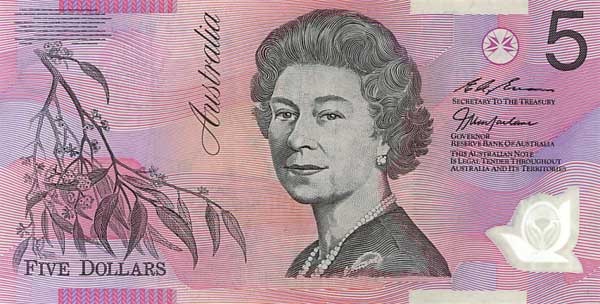 Australia
5
SECRETARY TO THE TREASURY
GOVERNOR
RESERVE BANK OF AUSTRALIA
THIS AUSTRALIAN NOTE
IS LEGAL TENDER THROUGHOUT
AUSTRALIA AND ITS TERRITORIES
FIVE DOLLARS